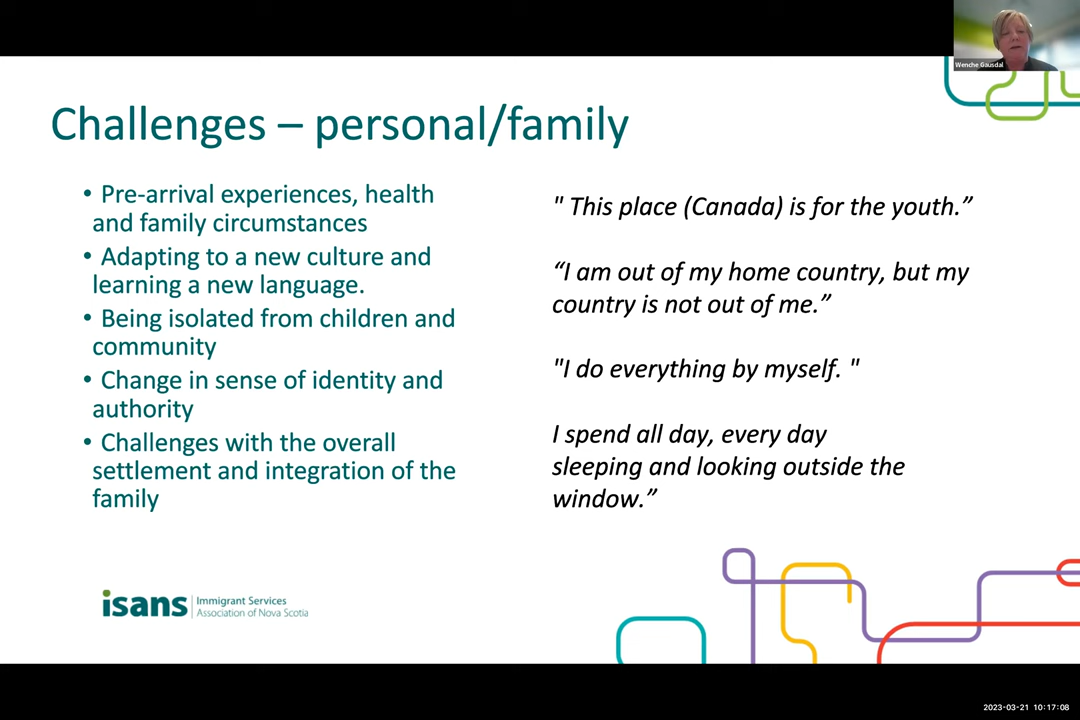 Wenche Gausdal
Challenges – personal/family
• Pre-arrival experiences, health
and family circumstances
• Adapting to a new culture and
learning a new language.
• Being isolated from children and
community
• Change in sense of identity and
authority
• Challenges with the overall
settlement and integration of the
family
" This place (Canada) is for the youth.”
“I am out of my home country, but my
country is not out of me.”
"I do everything by myself. "
I spend all day, every day
sleeping and looking outside the
window.”
isans
Immigrant Services
Association of Nova Scotia
2023-03-21 10:17:08